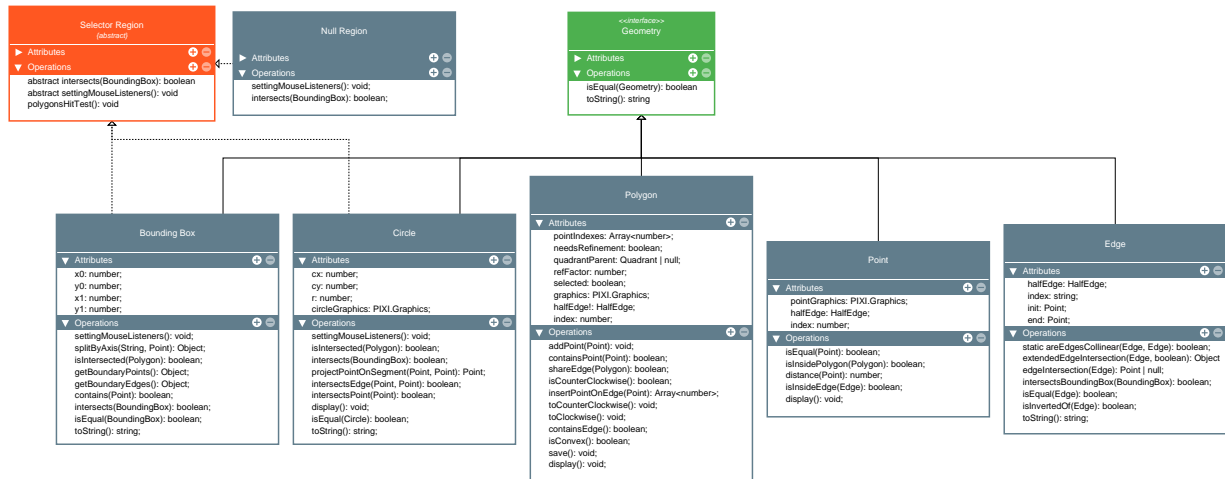 Selector Region
(abstract)
Attributes
Operations
abstract intersects(BoundingBox): boolean
abstract settingMouseListeners(): void
polygonsHitTest(): void
Null Region
Attributes
Operations
settingMouseListeners(): void;
intersects(BoundingBox): boolean;
<<interface>>
Geometry
Attributes
Operations
isEqual(Geometry): boolean
toString(): string
Bounding Box
Attributes
x0: number;
y0: number;
x1: number;
y1: number;
Operations
settingMouseListeners(): void;
splitByAxis(String, Point): Object;
isIntersected(Polygon): boolean;
getBoundaryPoints(): Object;
getBoundaryEdges(): Object;
contains(Point): boolean;
intersects(BoundingBox): boolean;
isEqual(BoundingBox): boolean;
toString(): string;
Circle
Attributes
cx: number;
cy: number;
r: number;
circleGraphics: PIXI.Graphics;
Operations
settingMouseListeners(): void;
isIntersected(Polygon): boolean;
intersects(BoundingBox): boolean;
projectPointOnSegment(Point, Point): Point;
intersectsEdge(Point, Point): boolean;
intersectsPoint(Point): boolean;
display(): void;
isEqual(Circle): boolean;
toString(): string;
Polygon
Attributes
pointIndexes: Array<number>;
needsRefinement: boolean;
quadrantParent: Quadrant | null;
refFactor: number;
selected: boolean;
graphics: PIXI.Graphics;
halfEdge!: HalfEdge;
index: number;
Operations
addPoint(Point): void;
containsPoint(Point): boolean;
shareEdge(Polygon): boolean;
isCounterClockwise(): boolean;
insertPointOnEdge(Point): Array<number>;
toCounterClockwise(): void;
toClockwise(): void;
containsEdge(): boolean;
isConvex(): boolean;
save(): void;
display(): void;
Point
Attributes
pointGraphics: PIXI.Graphics;
halfEdge: HalfEdge;
index: number;
Operations
isEqual(Point): boolean;
isInsidePolygon(Polygon): boolean;
distance(Point): number;
isInsideEdge(Edge): boolean;
display(): void;
Edge
Attributes
halfEdge: HalfEdge;
index: string;
init: Point;
end: Point;
Operations
static areEdgesCollinear(Edge, Edge): boolean;
extendedEdgeIntersection(Edge, boolean): Object
edgeIntersection(Edge): Point | null;
intersectsBoundingBox(BoundingBox): boolean;
isEqual(Edge): boolean;
isInvertedOf(Edge): boolean;
toString(): string;